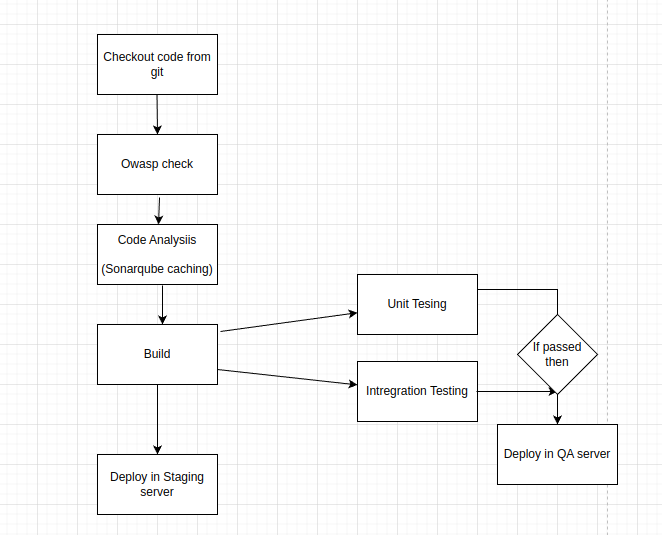 Checkout code from
git
Owasp check
Code Analysiis
(Sonarqube caching)
Build
Unit Tesing
Intregration Testing
If passed
then
Deploy in QA server
Deploy in Staging
server